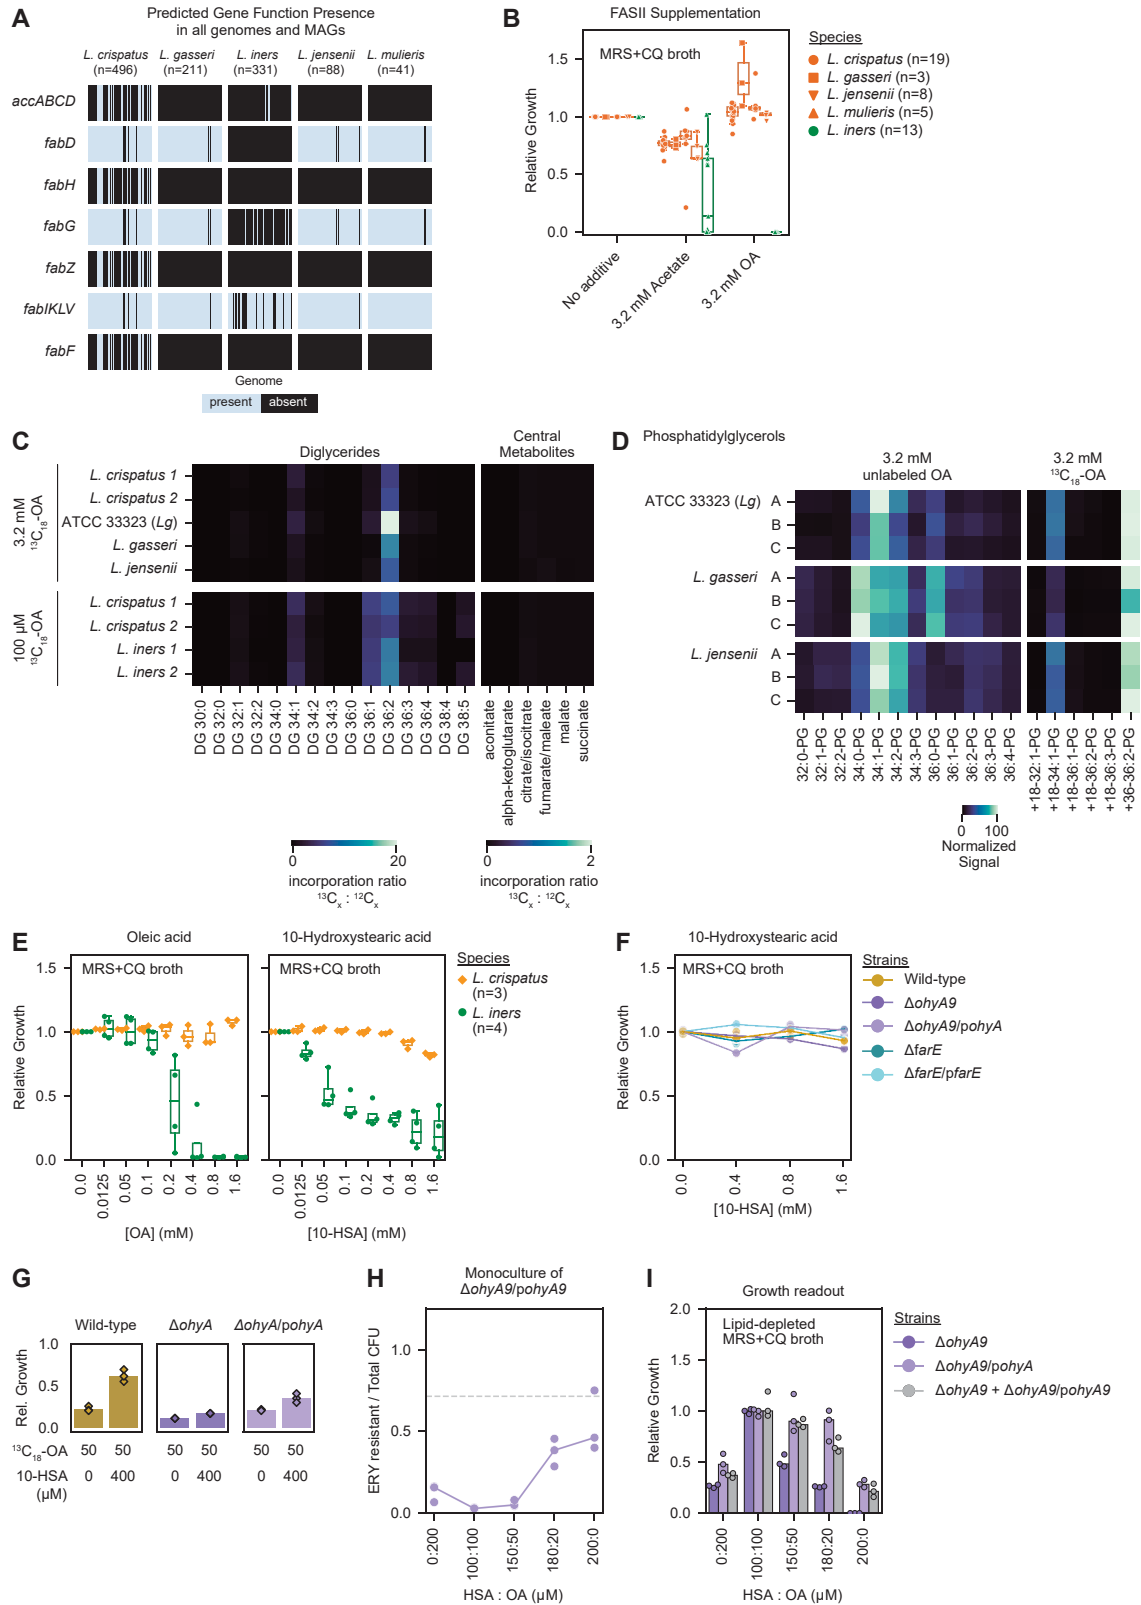 A
Predicted Gene Function Presence
in all genomes and MAGs
L. crispatus L. gasseri L. iners L. jensenii L. mulieris
(n=496) (n=211) (n=331) (n=88) (n=41)
accABCD
fabD
fabH
fabG
fabZ
fabIKLV
fabF
Genome
present absent
B
FASII Supplementation
MRS+CQ broth
Relative Growth
1.5
1.0
0.5
0.0
No additive
3.2 mM Acetate
3.2 mM OA
Species
L. crispatus (n=19)
L. gasseri (n=3)
L. jensenii (n=8)
L. mulieris (n=5)
L. iners (n=13)
C
Diglycerides
Central
Metabolites
3.2 mM
¹³C₁₈-OA
L. crispatus 1
L. crispatus 2
ATCC 33323 (Lg)
L. gasseri
L. jensenii
100 µM
¹³C₁₈-OA
L. crispatus 1
L. crispatus 2
L. iners 1
L. iners 2
DG 30:0
DG 32:0
DG 32:1
DG 32:2
DG 34:0
DG 34:1
DG 34:2
DG 34:3
DG 36:0
DG 36:1
DG 36:2
DG 36:3
DG 36:4
DG 38:4
DG 38:5
aconitate
alpha-ketoglutarate
citrate/isocitrate
fumarate/maleate
malate
succinate
0 20
incorporation ratio
¹³Cₓ : ¹²Cₓ
0 2
incorporation ratio
¹³Cₓ : ¹²Cₓ
D
Phosphatidylglycerols
3.2 mM
unlabeled OA
3.2 mM
¹³C₁₈-OA
ATCC 33323 (Lg) A
B
C
L. gasseri A
B
C
L. jensenii A
B
C
32:0-PG
32:1-PG
32:2-PG
34:0-PG
34:1-PG
34:2-PG
34:3-PG
36:0-PG
36:1-PG
36:2-PG
36:3-PG
36:4-PG
+18-32:1-PG
+18-34:1-PG
+18-36:1-PG
+18-36:2-PG
+18-36:3-PG
+36-36:2-PG
0 100
Normalized
Signal
E
Oleic acid
MRS+CQ broth
Relative Growth
1.5
1.0
0.5
0.0
0.0
0.0125
0.05
0.1
0.2
0.4
0.8
1.6
[OA] (mM)
10-Hydroxystearic acid
MRS+CQ broth
0.0
0.0125
0.05
0.1
0.2
0.4
0.8
1.6
[10-HSA] (mM)
Species
L. crispatus
(n=3)
L. iners
(n=4)
F
10-Hydroxystearic acid
MRS+CQ broth
Relative Growth
1.5
1.0
0.5
0.0
0.0
0.4
0.8
1.6
[10-HSA] (mM)
Strains
Wild-type
ΔohyA9
ΔohyA9/pohyA
ΔfarE
ΔfarE/pfarE
G
Wild-type ΔohyA ΔohyA/pohyA
Rel. Growth
1.0
0.5
0.0
¹³C₁₈-OA 50 50 50 50 50 50
10-HSA 0 400 0 400 0 400
(µM)
H
Monoculture of
ΔohyA9/pohyA9
ERY resistant / Total CFU
1.0
0.5
0.0
0:200
100:100
150:50
180:20
200:0
HSA : OA (µM)
I
Growth readout
Lipid-depleted
MRS+CQ broth
Relative Growth
2.0
1.5
1.0
0.5
0.0
0:200
100:100
150:50
180:20
200:0
HSA : OA (µM)
Strains
ΔohyA9
ΔohyA9/pohyA
ΔohyA9 + ΔohyA9/pohyA9